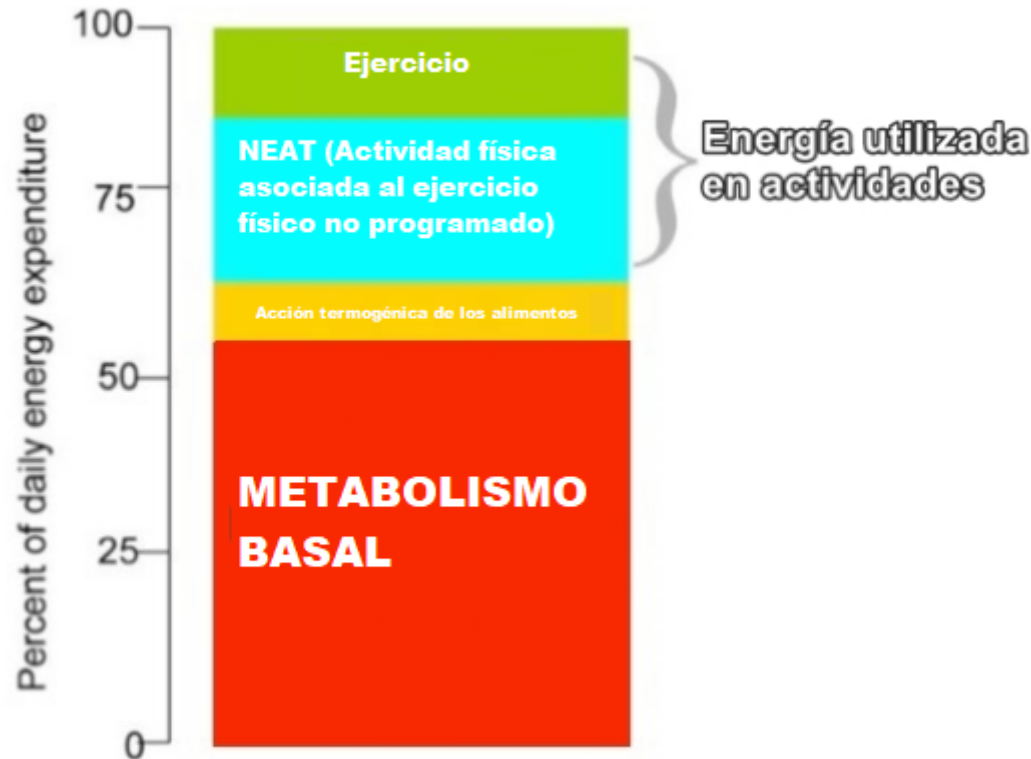 100
Ejercicio
NEAT (Actividad física
asociada al ejercicio
físico no programado)
Energía utilizada
en actividades
75
Acción termogénica de los alimentos
50
METABOLISMO
BASAL
25
0
Percent of daily energy expenditure